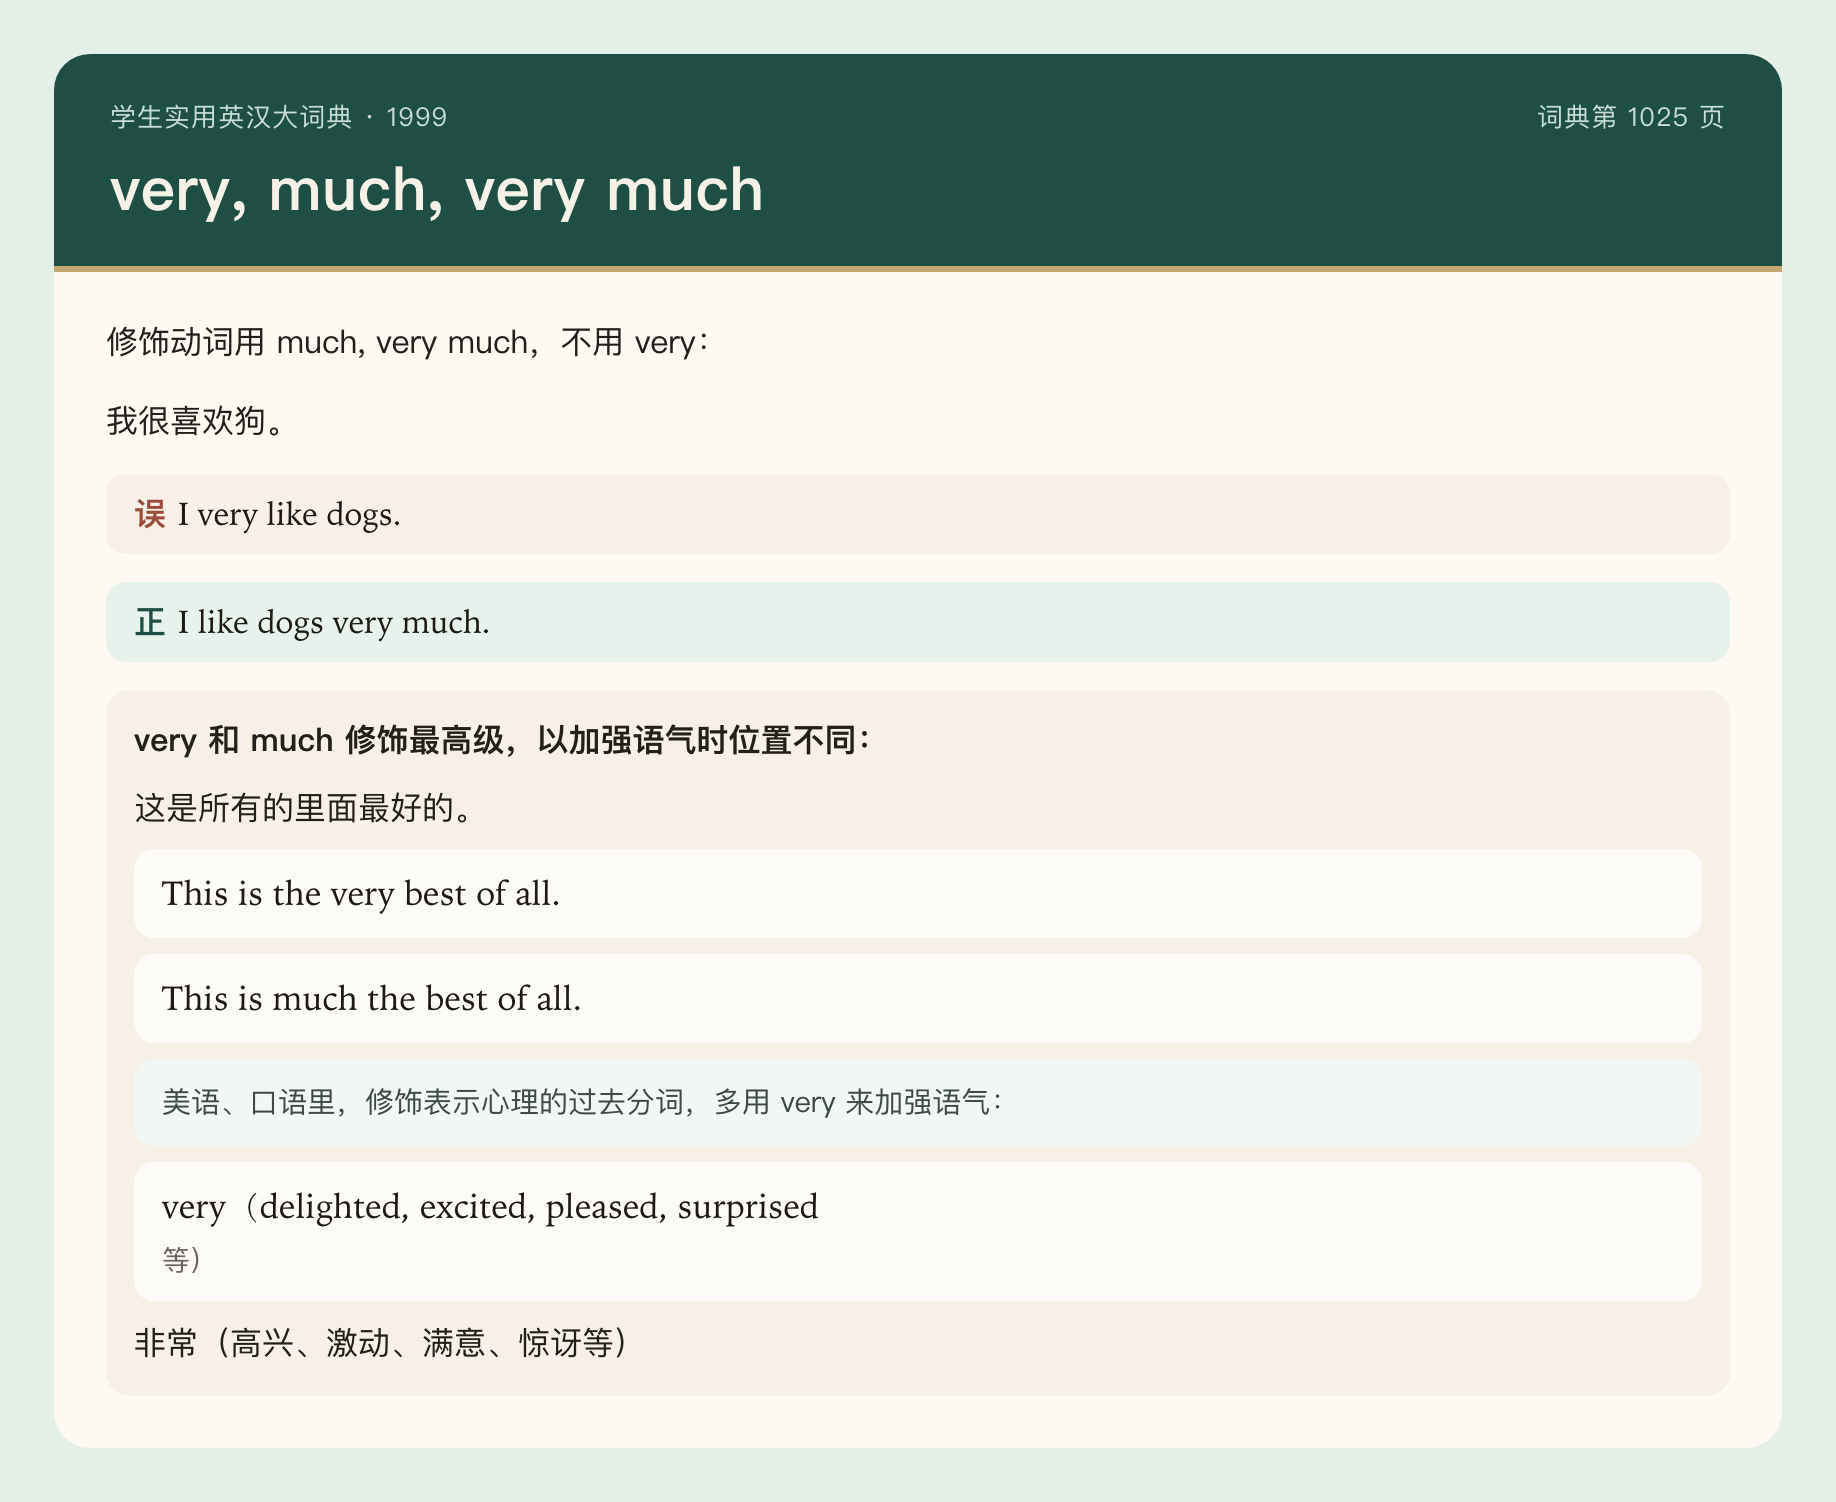 学生实用英汉大词典 · 1999
词典第 1025 页
very, much, very much
修饰动词用 much, very much，不用 very：
我很喜欢狗。
误 I very like dogs.
正 I like dogs very much.
very 和 much 修饰最高级，以加强语气时位置不同：
这是所有的里面最好的。
This is the very best of all.
This is much the best of all.
美语、口语里，修饰表示心理的过去分词，多用 very 来加强语气：
very（delighted, excited, pleased, surprised
等）
非常（高兴、激动、满意、惊讶等）